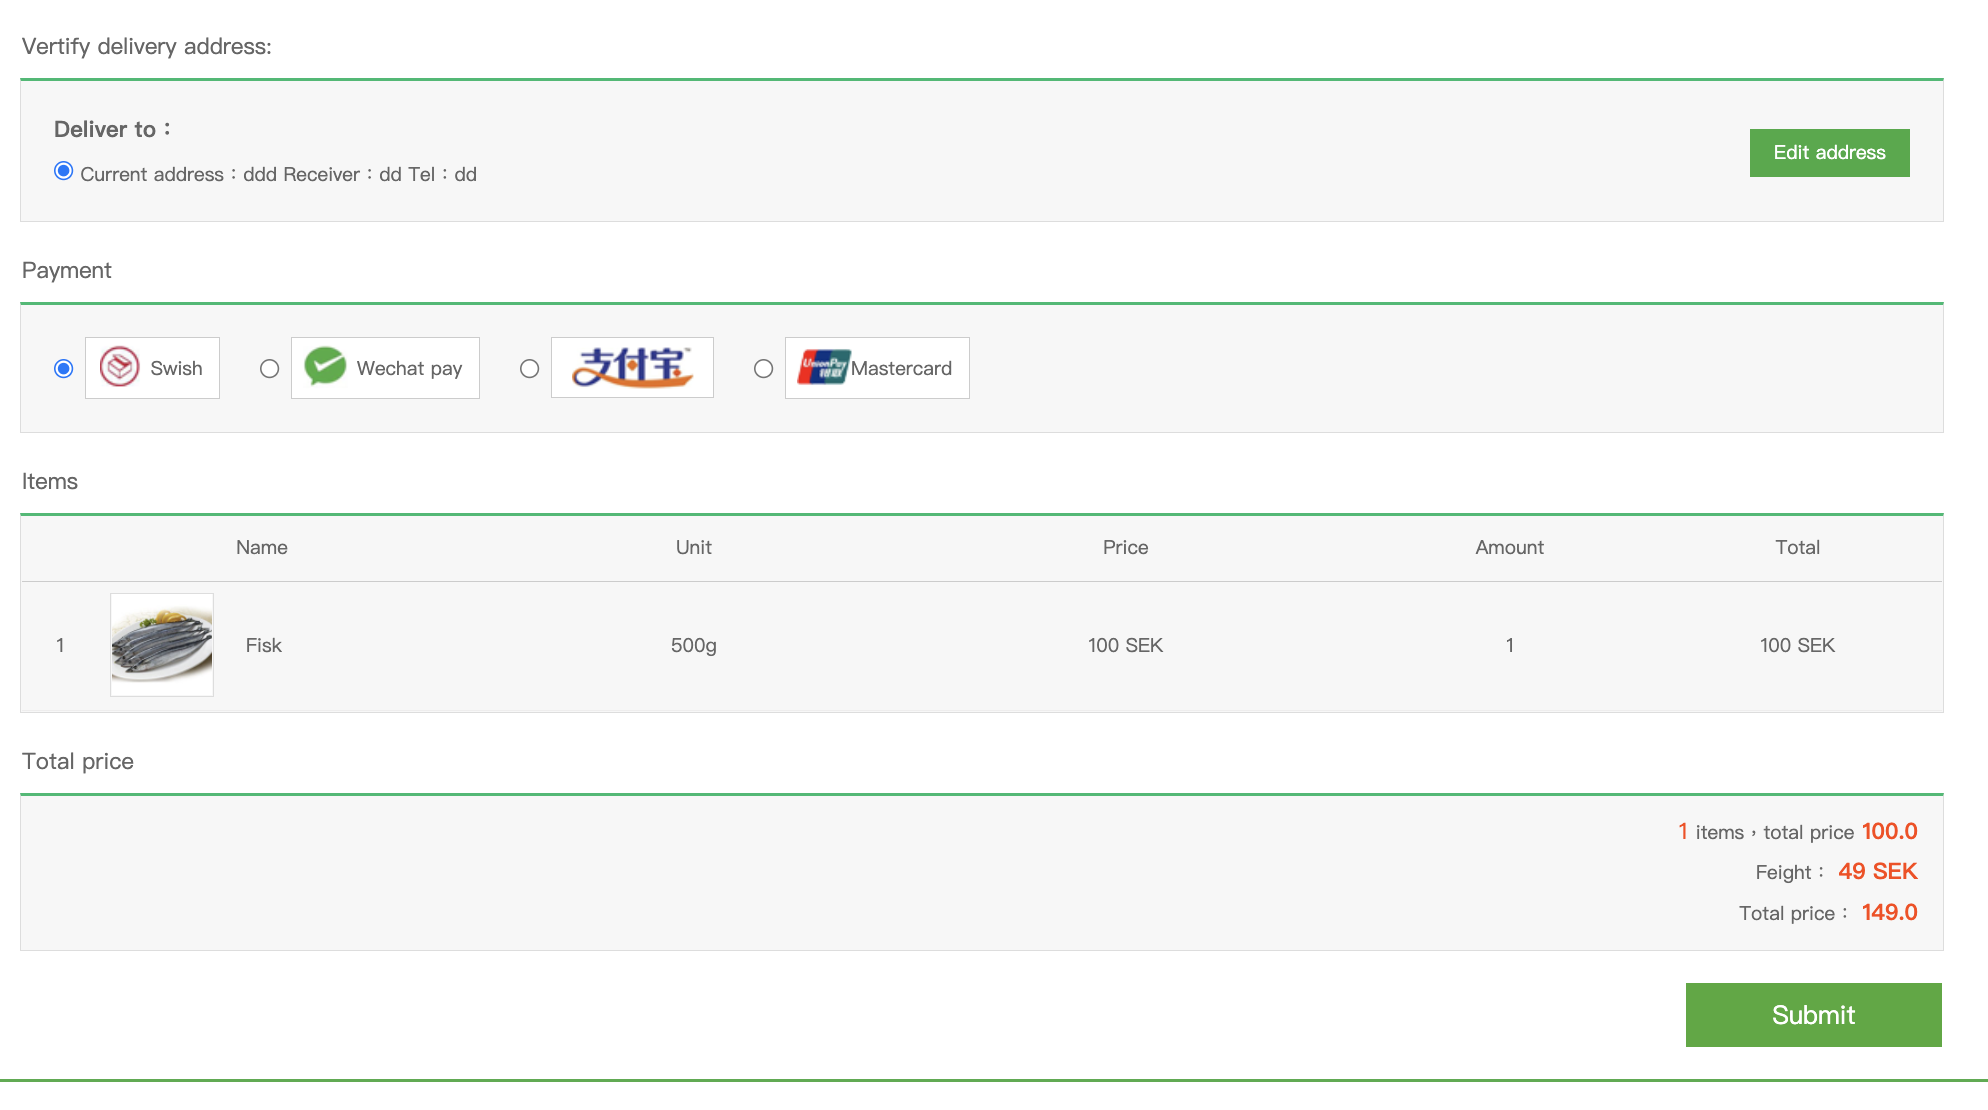 Vertify delivery address:
Deliver to：
Current address：ddd Receiver：dd Tel：dd
Edit address
Payment
Swish
Wechat pay
支付宝™
UnionPay
银联
Mastercard
Items
Name Unit Price Amount Total
1 Fisk 500g 100 SEK 1 100 SEK
Total price
1 items，total price 100.0
Feight： 49 SEK
Total price： 149.0
Submit